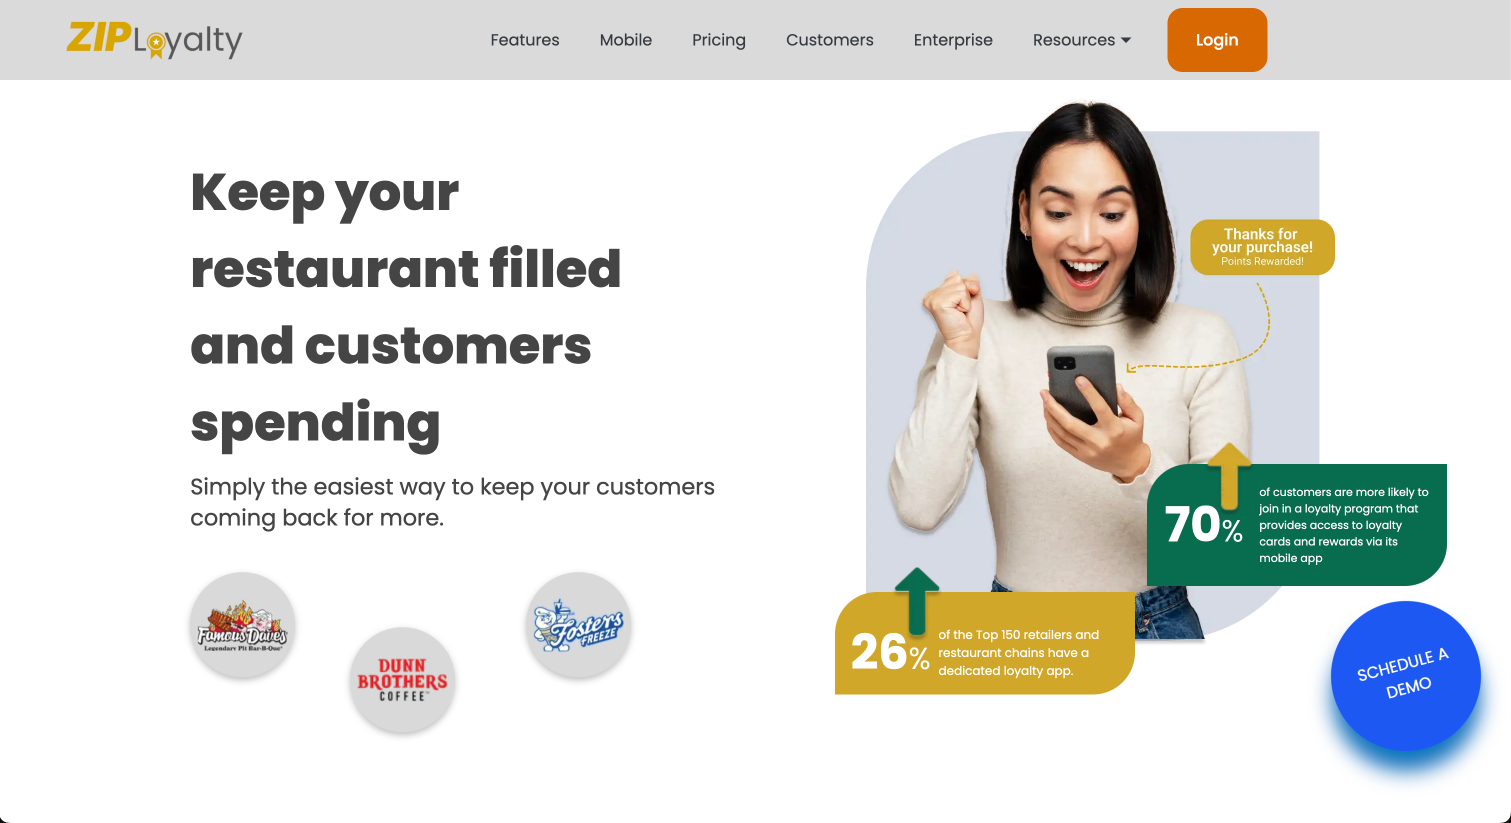 ZIP Loyalty
Features
Mobile
Pricing
Customers
Enterprise
Resources
Login
Keep your
restaurant filled
and customers
spending
Simply the easiest way to keep your customers
coming back for more.
Famous Dave's
Legendary Pit Bar-B-Que
DUNN
BROTHERS
COFFEE
Fosters
FREEZE
Thanks for
your purchase!
Points Rewarded!
70%
of customers are more likely to
join in a loyalty program that
provides access to loyalty
cards and rewards via its
mobile app
26%
of the Top 150 retailers and
restaurant chains have a
dedicated loyalty app.
SCHEDULE A
DEMO